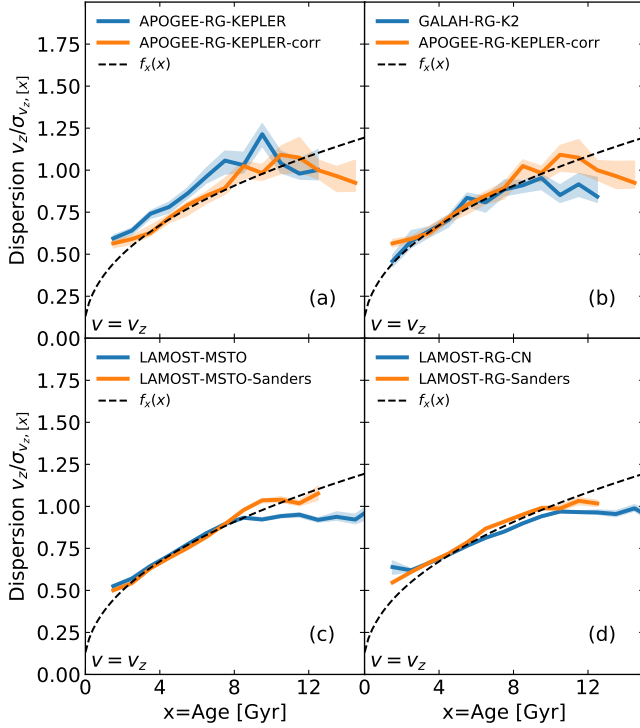 APOGEE-RG-KEPLER
APOGEE-RG-KEPLER-corr
f_x(x)
1.75
1.50
1.25
1.00
0.75
0.50
0.25
0.00
Dispersion v_z/σ_{v_z, [x]}
(a)
v = v_z
GALAH-RG-K2
APOGEE-RG-KEPLER-corr
f_x(x)
(b)
v = v_z
LAMOST-MSTO
LAMOST-MSTO-Sanders
f_x(x)
1.75
1.50
1.25
1.00
0.75
0.50
0.25
0.00
Dispersion v_z/σ_{v_z, [x]}
(c)
v = v_z
0 4 8 12
x=Age [Gyr]
LAMOST-RG-CN
LAMOST-RG-Sanders
f_x(x)
(d)
v = v_z
0 4 8 12
x=Age [Gyr]